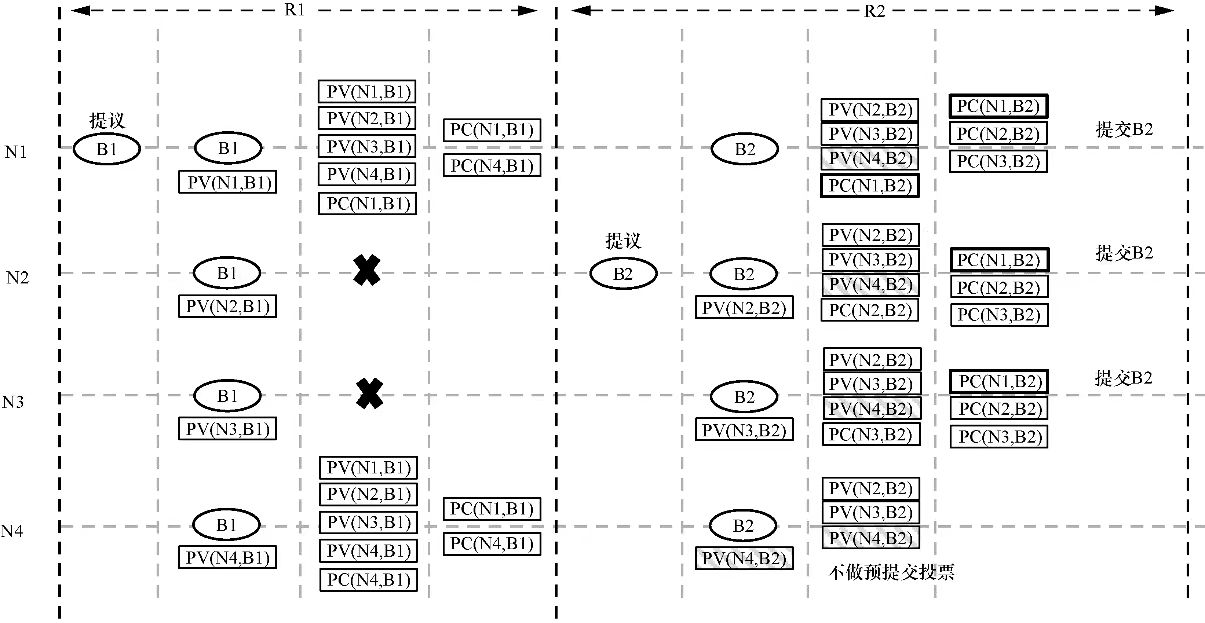 R1
R2
提议
N1
B1
B1
PV(N1,B1)
PV(N1,B1)
PV(N2,B1)
PV(N3,B1)
PV(N4,B1)
PC(N1,B1)
PC(N1,B1)
PC(N4,B1)
B2
PV(N2,B2)
PV(N3,B2)
PV(N4,B2)
PC(N1,B2)
PC(N1,B2)
PC(N2,B2)
PC(N3,B2)
提交B2
N2
B1
PV(N2,B1)
提议
B2
B2
PV(N2,B2)
PV(N2,B2)
PV(N3,B2)
PV(N4,B2)
PC(N2,B2)
PC(N1,B2)
PC(N2,B2)
PC(N3,B2)
提交B2
N3
B1
PV(N3,B1)
B2
PV(N3,B2)
PV(N2,B2)
PV(N3,B2)
PV(N4,B2)
PC(N3,B2)
PC(N1,B2)
PC(N2,B2)
PC(N3,B2)
提交B2
N4
B1
PV(N4,B1)
PV(N1,B1)
PV(N2,B1)
PV(N3,B1)
PV(N4,B1)
PC(N4,B1)
PC(N1,B1)
PC(N4,B1)
B2
PV(N4,B2)
PV(N2,B2)
PV(N3,B2)
PV(N4,B2)
不做预提交投票